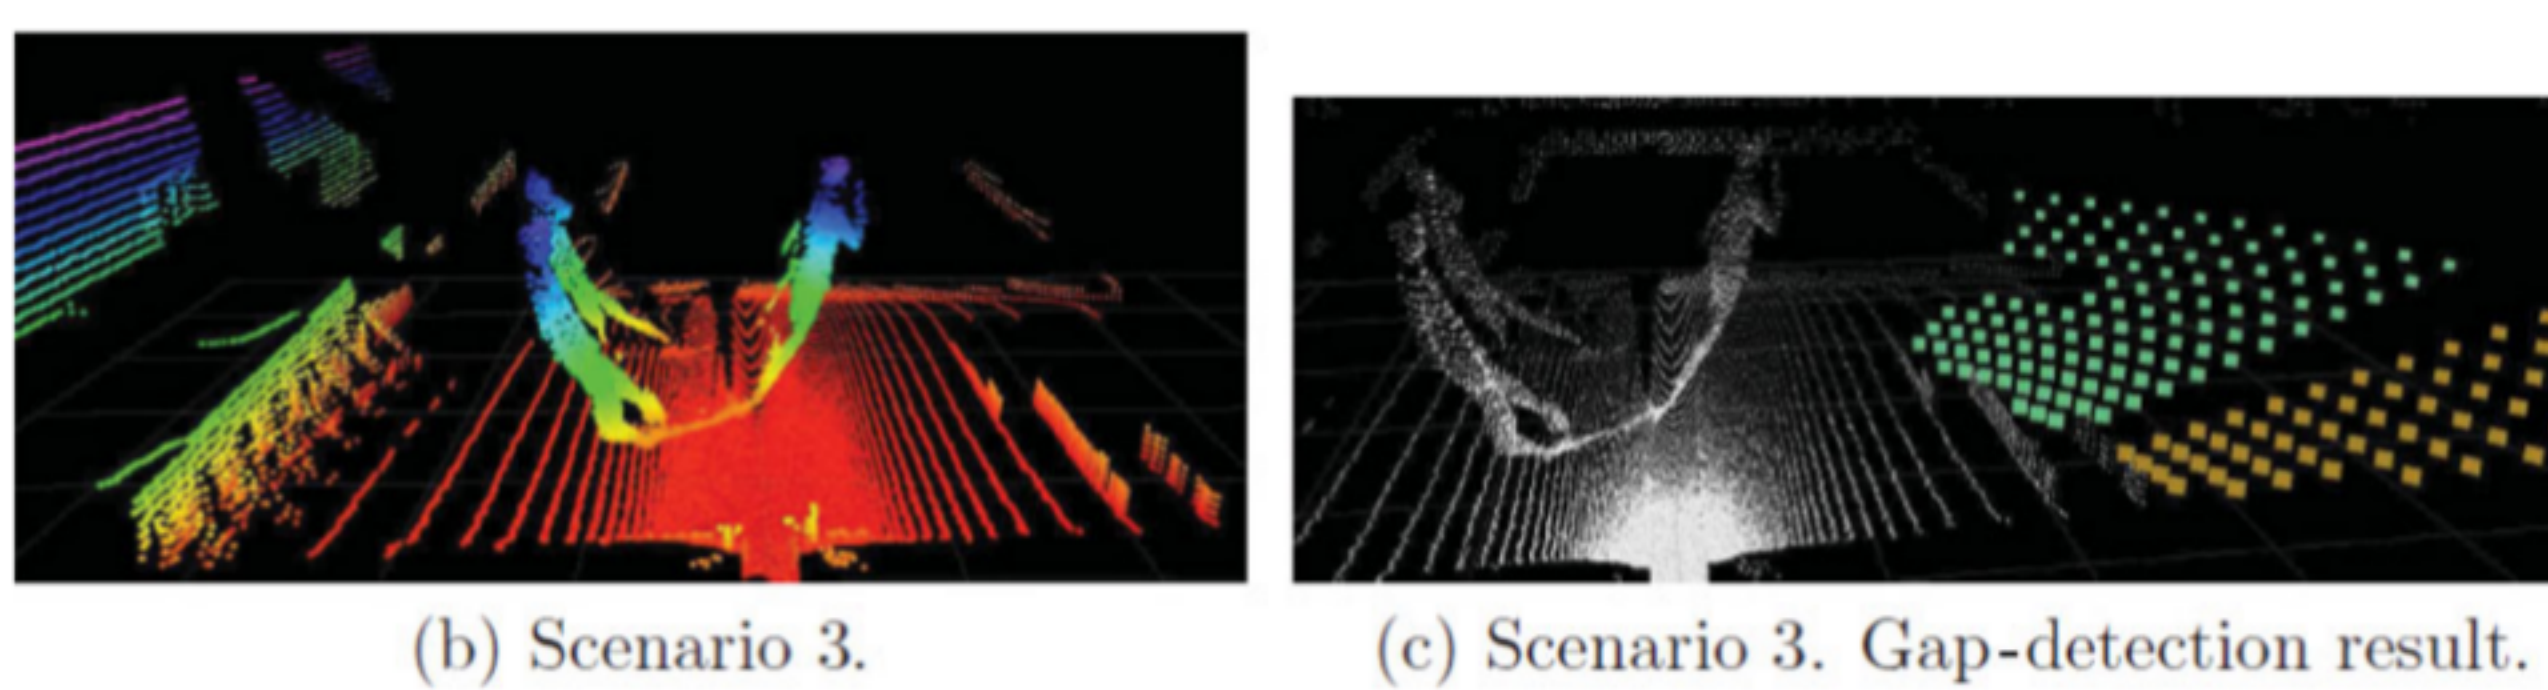 (b) Scenario 3.
(c) Scenario 3. Gap-detection result.